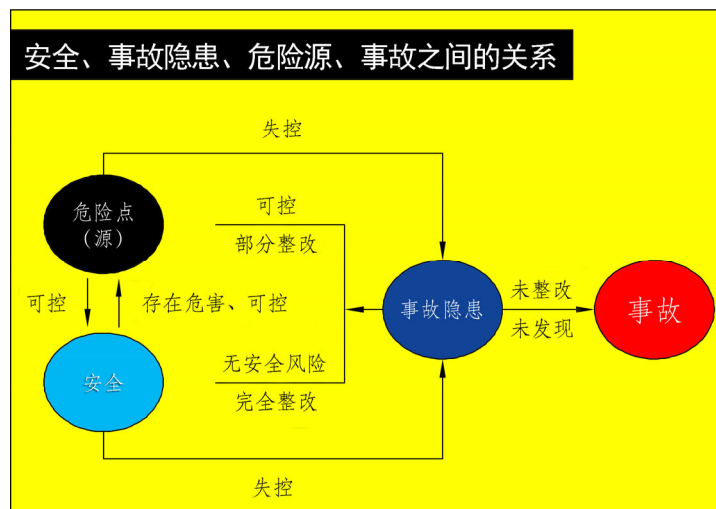 安全、事故隐患、危险源、事故之间的关系
失控
危险点
（源）
可控
部分整改
事故隐患
未整改
未发现
事故
可控
存在危害、可控
安全
无安全风险
完全整改
失控